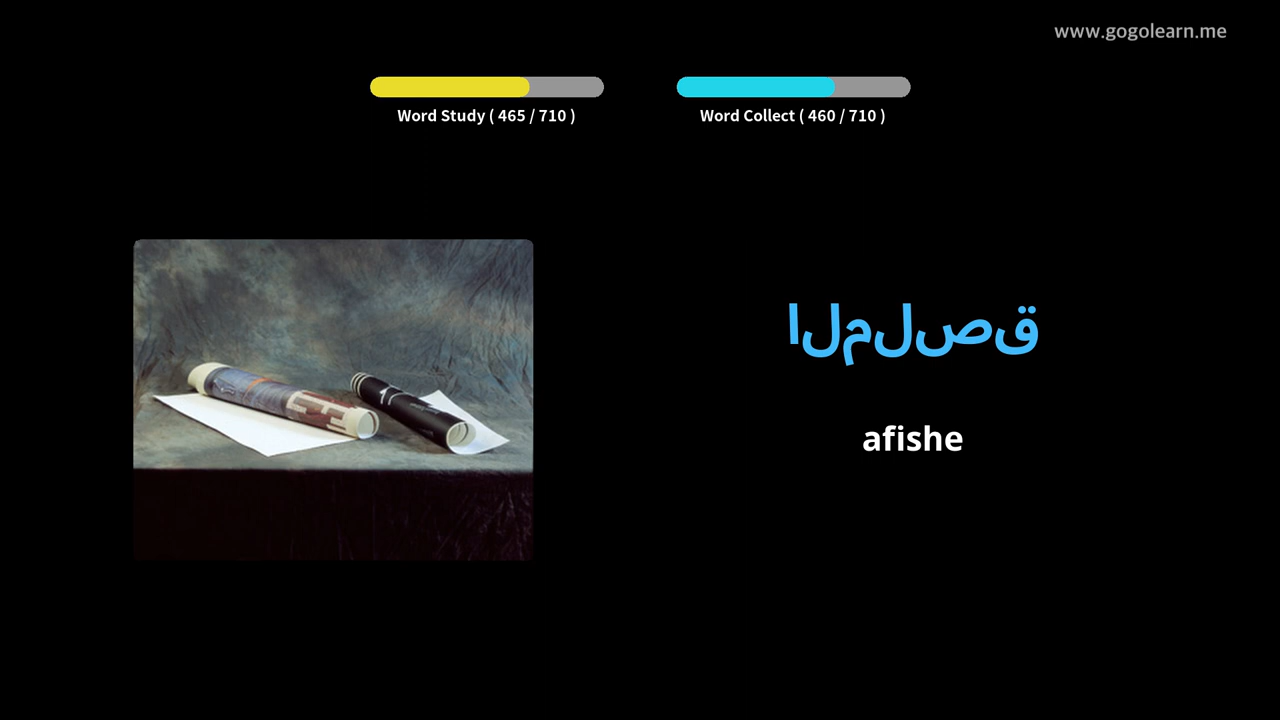 www.gogolearn.me
Word Study ( 465 / 710 )
Word Collect ( 460 / 710 )
الملصق
afishe